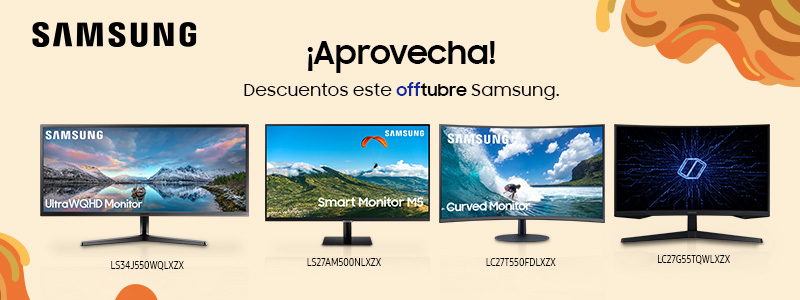 SAMSUNG
¡Aprovecha!
Descuentos este offtubre Samsung.
SAMSUNG
UltraWQHD Monitor
SAMSUNG
Smart Monitor M5
SAMSUNG
Curved Monitor
LS34J550WQLXZX
LS27AM500NLXZX
LC27T550FDLXZX
LC27G55TQWLXZX